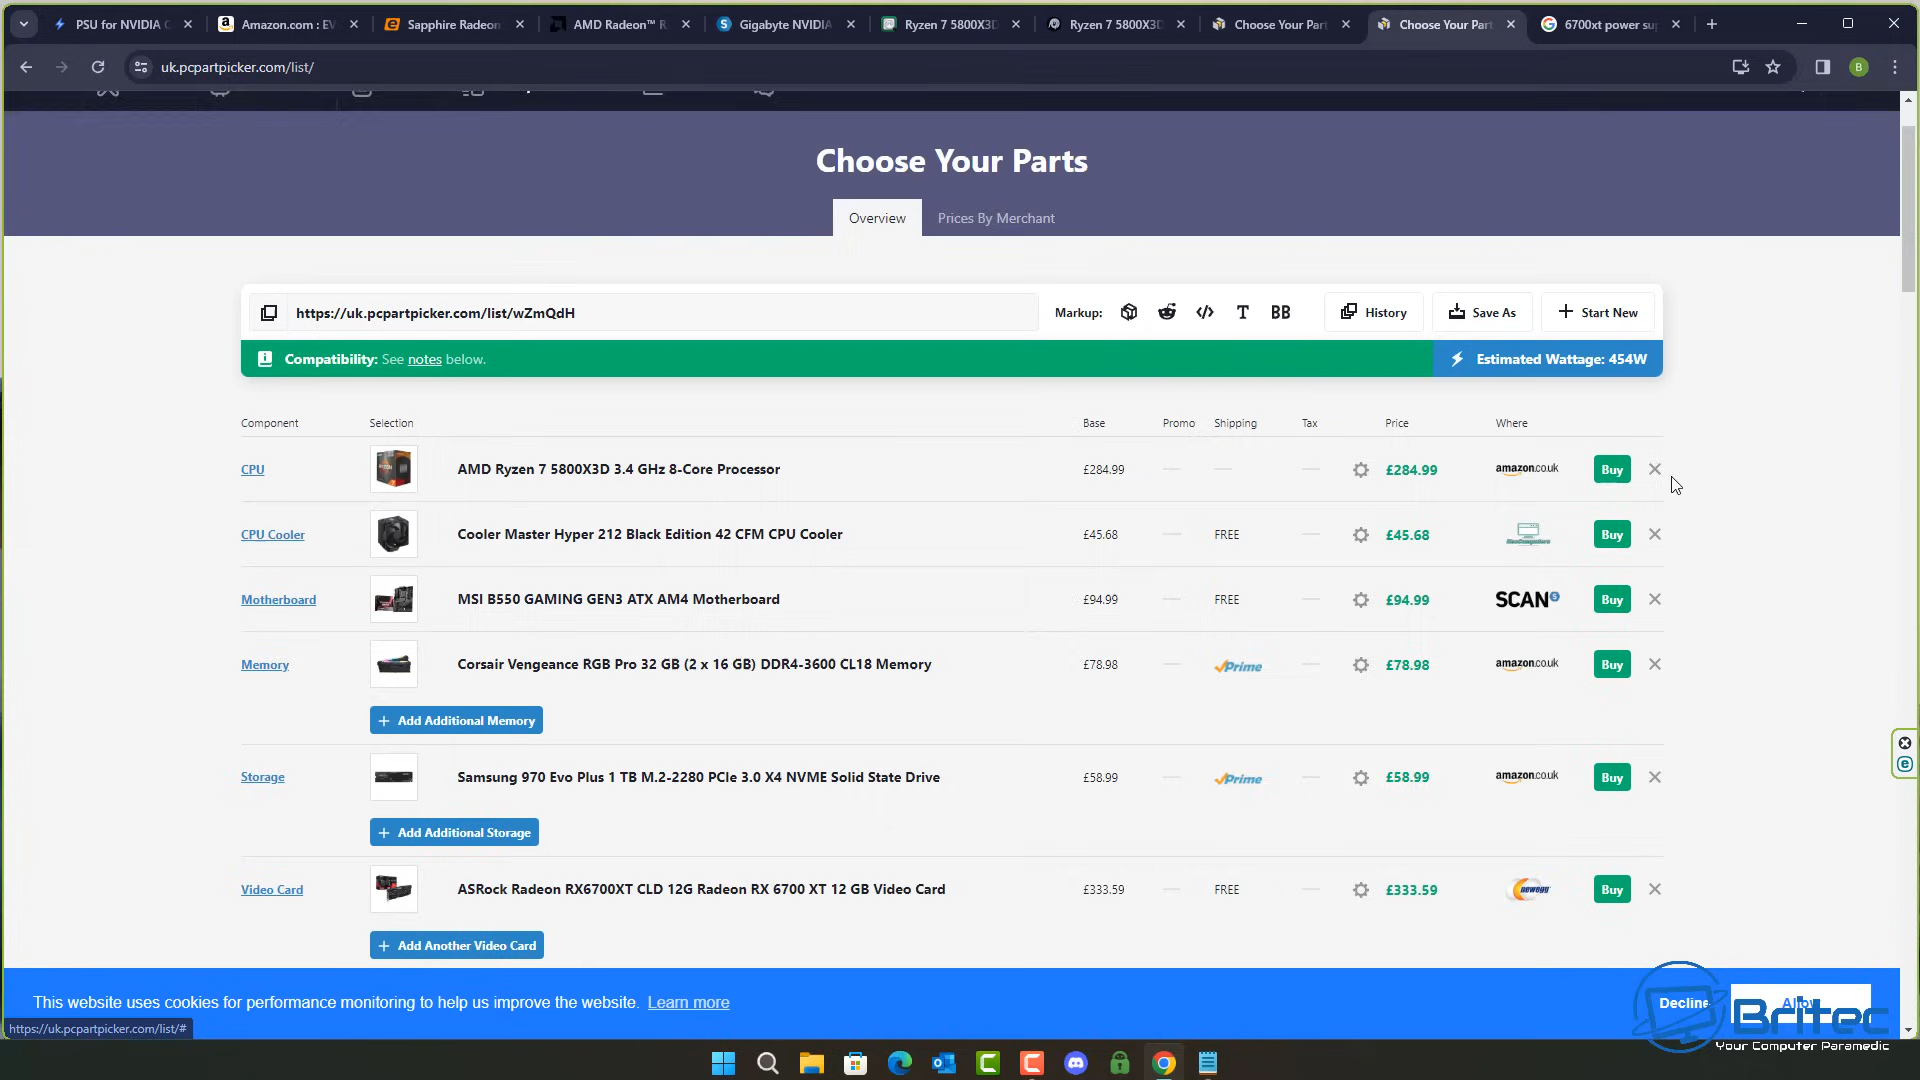 PSU for NVIDIA G
Amazon.com : EV
Sapphire Radeon
AMD Radeon™ R
Gigabyte NVIDIA
Ryzen 7 5800X3D
Ryzen 7 5800X3D
Choose Your Part
Choose Your Part
6700xt power sup
uk.pcpartpicker.com/list/
B
Choose Your Parts
Overview
Prices By Merchant
https://uk.pcpartpicker.com/list/wZmQdH
Markup:
T
BB
History
Save As
Start New
Compatibility: See notes below.
Estimated Wattage: 454W
Component Selection Base Promo Shipping Tax Price Where
CPU AMD Ryzen 7 5800X3D 3.4 GHz 8-Core Processor £284.99 £284.99 amazon.co.uk Buy
CPU Cooler Cooler Master Hyper 212 Black Edition 42 CFM CPU Cooler £45.68 FREE £45.68 Buy
Motherboard MSI B550 GAMING GEN3 ATX AM4 Motherboard £94.99 FREE £94.99 SCAN Buy
Memory Corsair Vengeance RGB Pro 32 GB (2 x 16 GB) DDR4-3600 CL18 Memory £78.98 Prime £78.98 amazon.co.uk Buy
Add Additional Memory
Storage Samsung 970 Evo Plus 1 TB M.2-2280 PCIe 3.0 X4 NVME Solid State Drive £58.99 Prime £58.99 amazon.co.uk Buy
Add Additional Storage
Video Card ASRock Radeon RX6700XT CLD 12G Radeon RX 6700 XT 12 GB Video Card £333.59 FREE £333.59 newegg Buy
Add Another Video Card
This website uses cookies for performance monitoring to help us improve the website. Learn more
Decline
Allow
https://uk.pcpartpicker.com/list/#
Britec
Your Computer Paramedic